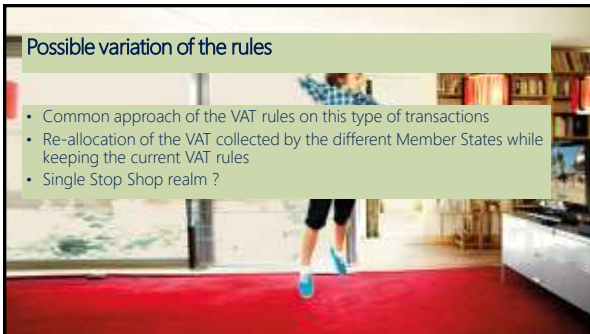 Possible variation of the rules
• Common approach of the VAT rules on this type of transactions
• Re-allocation of the VAT collected by the different Member States while
keeping the current VAT rules
• Single Stop Shop realm ?